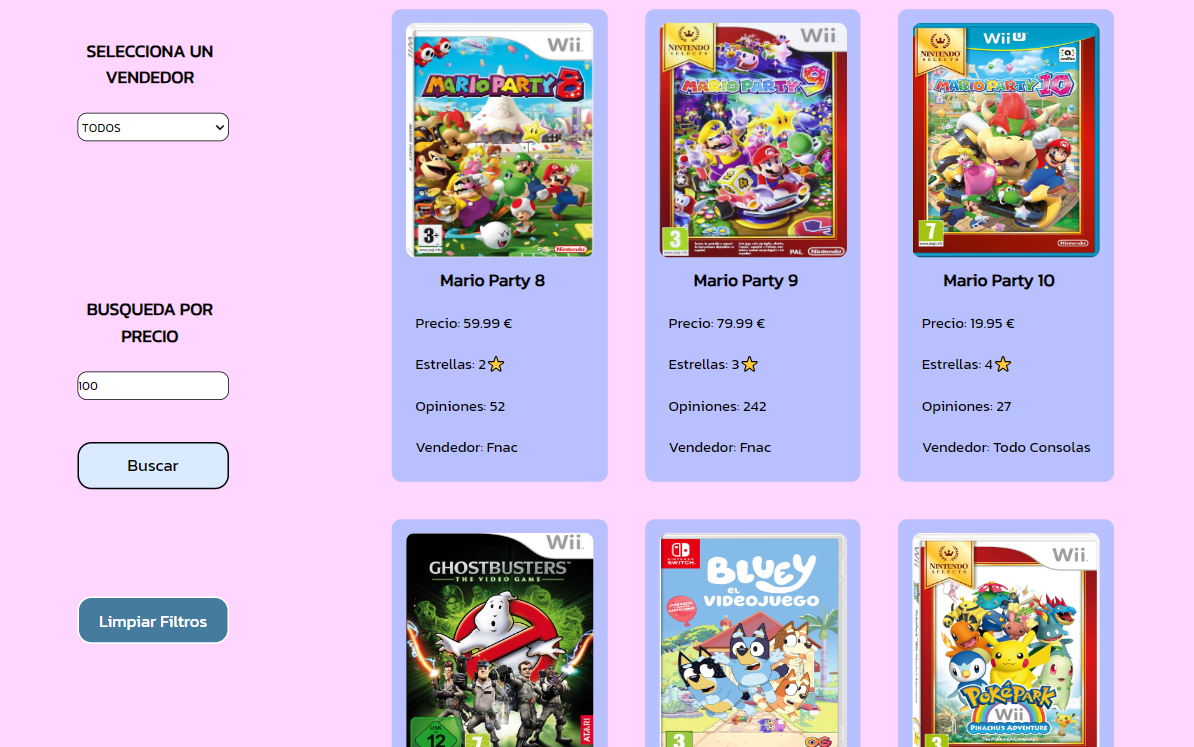 SELECCIONA UN
VENDEDOR
TODOS
BUSQUEDA POR
PRECIO
100
Buscar
Limpiar Filtros
Wii
MARIO PARTY 8
3+
Nintendo
Mario Party 8
Precio: 59.99 €
Estrellas: 2
Opiniones: 52
Vendedor: Fnac
NINTENDO
SELECTS
Wii
MARIO PARTY 9
3
PAL
Nintendo
Mario Party 9
Precio: 79.99 €
Estrellas: 3
Opiniones: 242
Vendedor: Fnac
NINTENDO
SELECTS
Wii U
MARIO PARTY 10
7
Nintendo
Mario Party 10
Precio: 19.95 €
Estrellas: 4
Opiniones: 27
Vendedor: Todo Consolas
Wii
GHOSTBUSTERS
THE VIDEO GAME
USK
12
7
ATARI
NINTENDO
SWITCH
BLUEY
EL
VIDEOJUEGO
3
NINTENDO
SELECTS
Wii
POKÉPARK
Wii
PIKACHU'S ADVENTURE
3